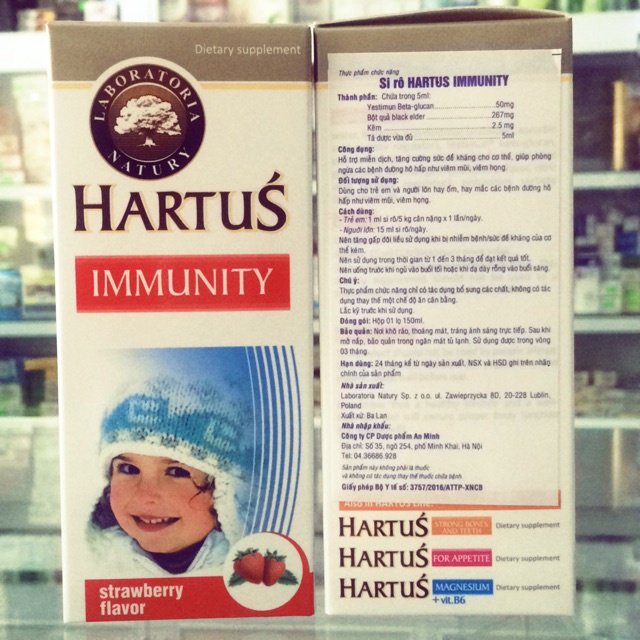 Dietary supplement
LABORATORIA
NATURY
HARTUŚ
IMMUNITY
strawberry
flavor
Thực phẩm chức năng
Si rô HARTUS IMMUNITY
Thành phần: Chứa trong 5ml:
Yestimun Beta-glucan 50mg
Bột quả black elder 267mg
Kẽm 2.5 mg
Tá dược vừa đủ 5ml
Công dụng:
Hỗ trợ miễn dịch, tăng cường sức đề kháng cho cơ thể, giúp phòng
ngừa các bệnh đường hô hấp như viêm mũi, viêm họng.
Đối tượng sử dụng:
Dùng cho trẻ em và người lớn hay ốm, hay mắc các bệnh đường hô
hấp như viêm mũi, viêm họng.
Cách dùng:
- Trẻ em: 1 ml si rô/5 kg cân nặng x 1 lần/ngày.
- Người lớn: 15 ml si rô/ngày.
Nên tăng gấp đôi liều sử dụng khi bị nhiễm bệnh/sức đề kháng của cơ
thể kém.
Nên sử dụng trong thời gian từ 1 đến 3 tháng để đạt kết quả tốt.
Nên uống trước khi ngủ vào buổi tối hoặc khi dạ dày rỗng vào buổi sáng.
Chú ý:
Thực phẩm chức năng chỉ có tác dụng bổ sung các chất, không có tác
dụng thay thế một chế độ ăn cân bằng.
Lắc kỹ trước khi sử dụng.
Đóng gói: Hộp 01 lọ 150ml.
Bảo quản: Nơi khô ráo, thoáng mát, tránh ánh sáng trực tiếp. Sau khi
mở nắp, bảo quản trong ngăn mát tủ lạnh. Sử dụng được trong vòng
03 tháng.
Hạn dùng: 24 tháng kể từ ngày sản xuất. NSX và HSD ghi trên nhãn
chính của sản phẩm
Nhà sản xuất:
Laboratoria Natury Sp. z o.o. ul. Zawieprzycka 8D, 20-228 Lublin,
Poland
Xuất xứ: Ba Lan
Nhà nhập khẩu:
Công ty CP Dược phẩm An Minh
Địa chỉ: Số 35, ngõ 254, phố Minh Khai, Hà Nội
Tel: 04.36686.928
Sản phẩm này không phải là thuốc
và không có tác dụng thay thế thuốc chữa bệnh.
Giấy phép Bộ Y tế số: 3757/2016/ATTP-XNCB
Also in HARTUŚ Line:
HARTUŚ STRONG BONES AND TEETH Dietary supplement
HARTUŚ FOR APPETITE Dietary supplement
HARTUŚ MAGNESIUM Dietary supplement
+ vit.B6